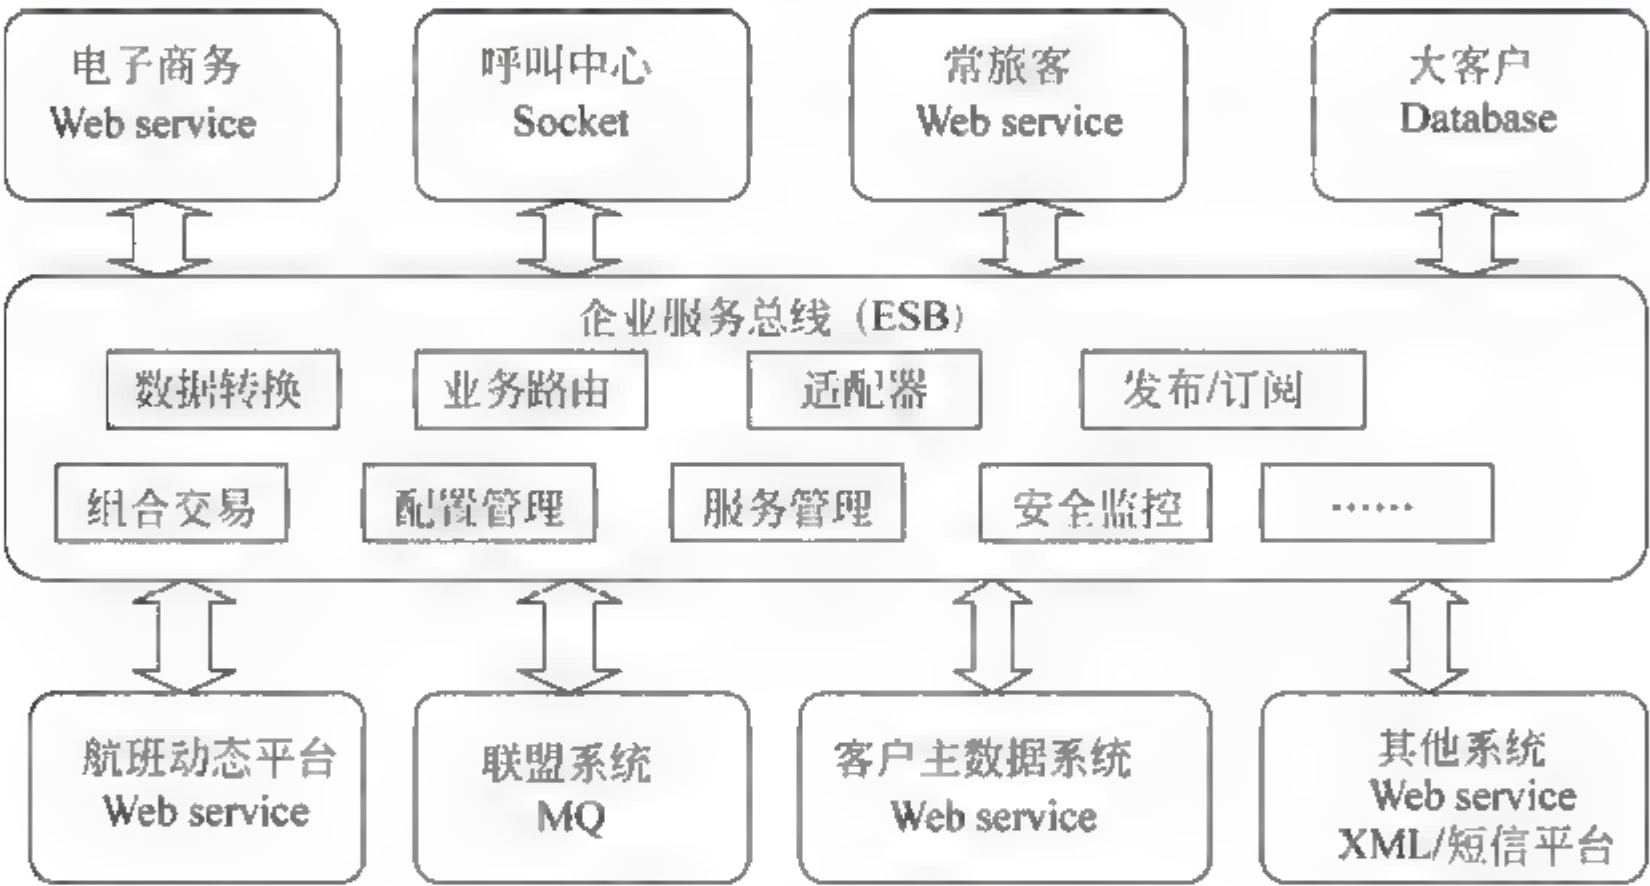 电子商务
Web service
呼叫中心
Socket
常旅客
Web service
大客户
Database
企业服务总线（ESB）
数据转换
业务路由
适配器
发布/订阅
组合交易
配置管理
服务管理
安全监控
······
航班动态平台
Web service
联盟系统
MQ
客户主数据系统
Web service
其他系统
Web service
XML/短信平台